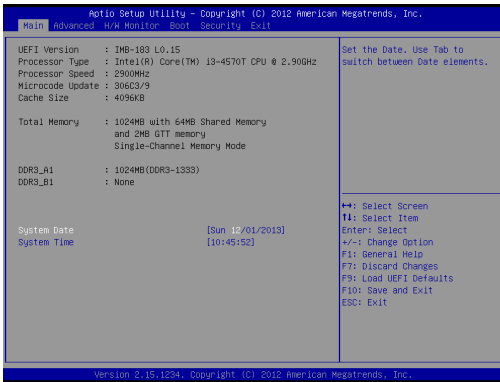 Aptio Setup Utility - Copyright (C) 2012 American Megatrends, Inc.
Main Advanced H/W Monitor Boot Security Exit
UEFI Version : IMB-183 L0.15
Processor Type : Intel(R) Core(TM) i3-4570T CPU @ 2.90GHz
Processor Speed : 2900MHz
Microcode Update : 306C3/9
Cache Size : 4096KB
Total Memory : 1024MB with 64MB Shared Memory
and 2MB GTT memory
Single-Channel Memory Mode
DDR3_A1 : 1024MB(DDR3-1333)
DDR3_B1 : None
System Date [Sun 12/01/2013]
System Time [10:45:52]
Set the Date. Use Tab to
switch between Date elements.
↔: Select Screen
↑↓: Select Item
Enter: Select
+/-: Change Option
F1: General Help
F7: Discard Changes
F9: Load UEFI Defaults
F10: Save and Exit
ESC: Exit
Version 2.15.1234. Copyright (C) 2012 American Megatrends, Inc.